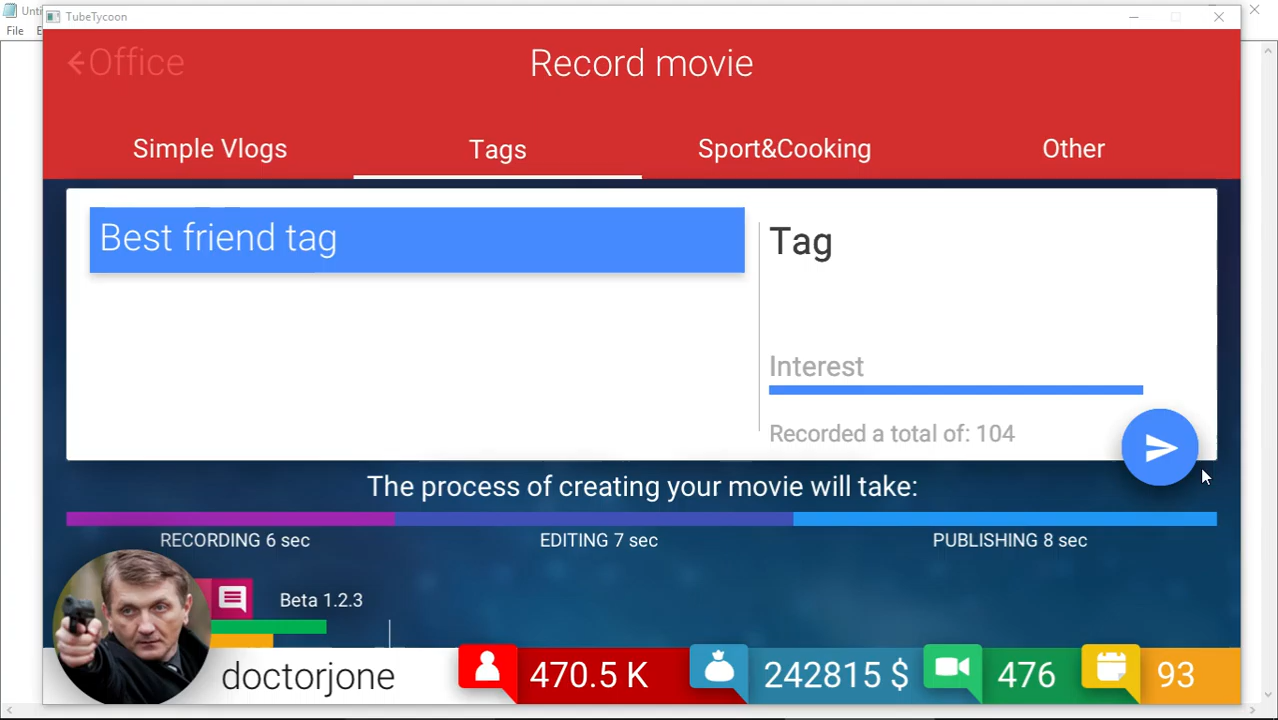 Unti
TubeTycoon
File
E
Office
Record movie
Simple Vlogs
Tags
Sport&Cooking
Other
Best friend tag
Tag
Interest
Recorded a total of: 104
The process of creating your movie will take:
RECORDING 6 sec
EDITING 7 sec
PUBLISHING 8 sec
Beta 1.2.3
doctorjone
470.5 K
242815 $
476
93